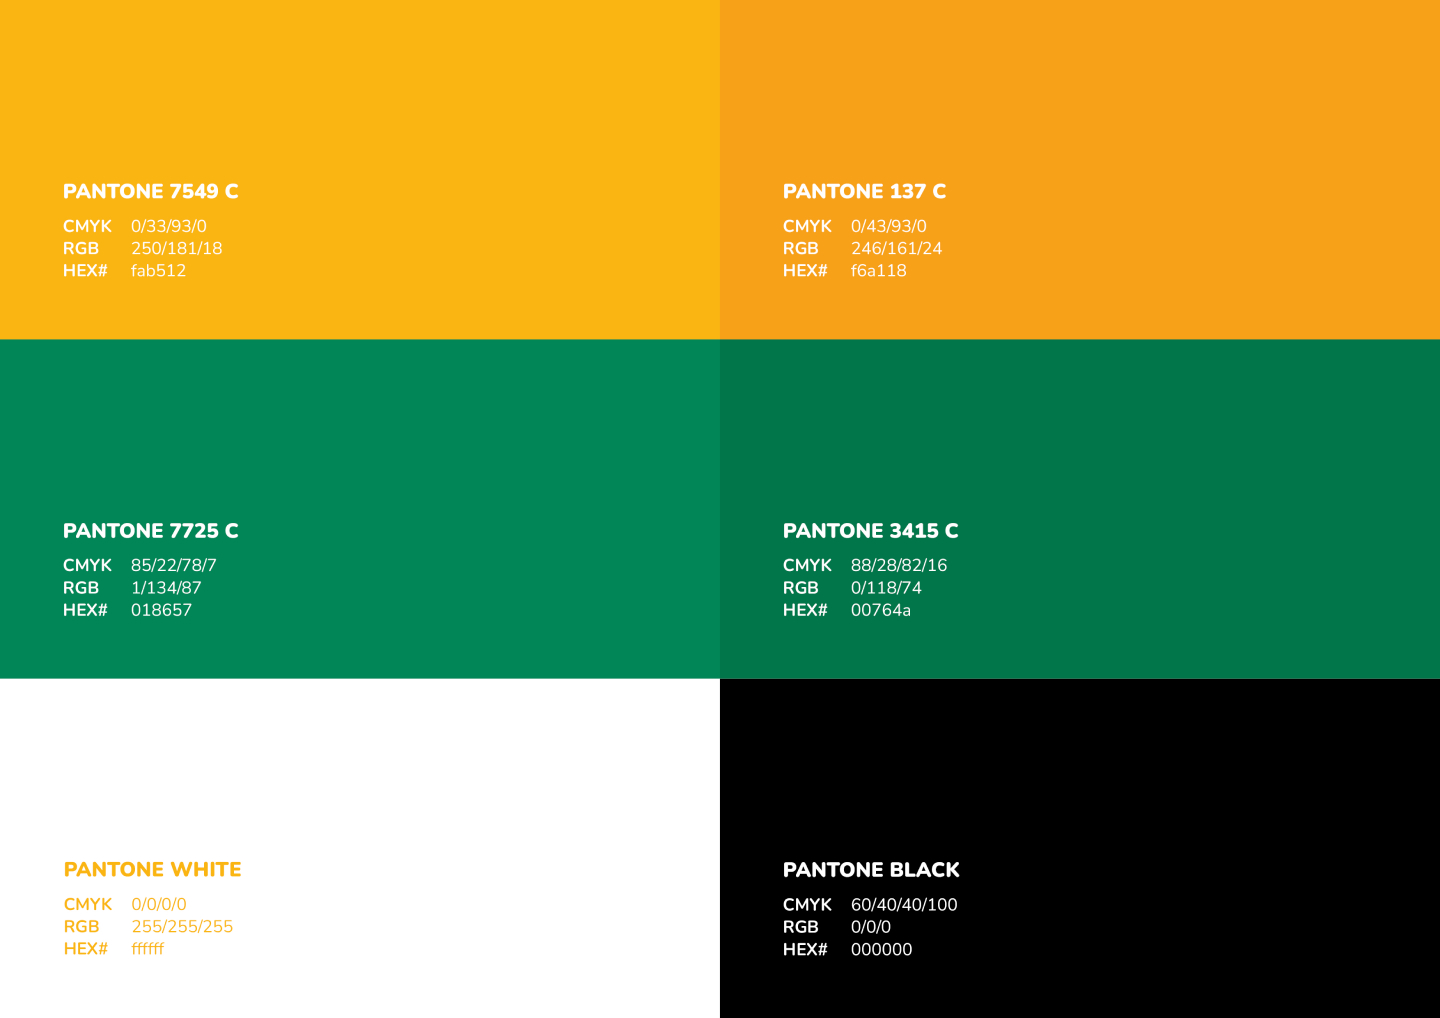 PANTONE 7549 C
CMYK 0/33/93/0
RGB 250/181/18
HEX# fab512
PANTONE 137 C
CMYK 0/43/93/0
RGB 246/161/24
HEX# f6a118
PANTONE 7725 C
CMYK 85/22/78/7
RGB 1/134/87
HEX# 018657
PANTONE 3415 C
CMYK 88/28/82/16
RGB 0/118/74
HEX# 00764a
PANTONE WHITE
CMYK 0/0/0/0
RGB 255/255/255
HEX# ffffff
PANTONE BLACK
CMYK 60/40/40/100
RGB 0/0/0
HEX# 000000